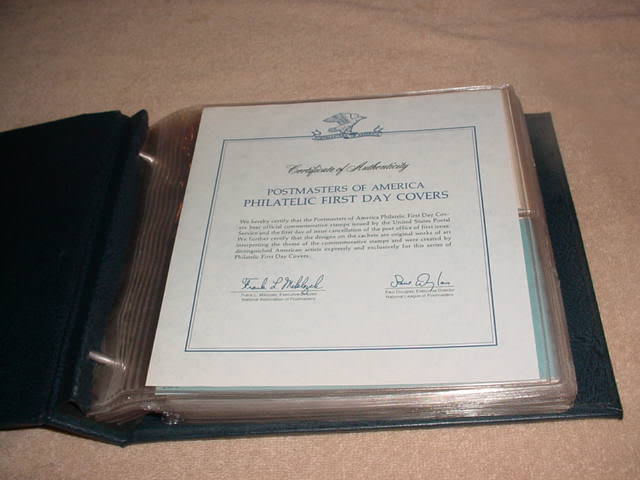 Certificate of Authenticity
POSTMASTERS OF AMERICA
PHILATELIC FIRST DAY COVERS
We hereby certify that the Postmasters of America Philatelic First Day Cov-
ers bear official commemorative stamps issued by the United States Postal
Service and the first day of issue cancellation of the post office of first issue.
We further certify that the designs on the cachets are original works of art
interpreting the theme of the commemorative stamps and were created by
distinguished American artists expressly and exclusively for this series of
Philatelic First Day Covers.
Frank L. Executive Director
National Association of Postmasters
Paul Douglas, Executive Director
National League of Postmasters